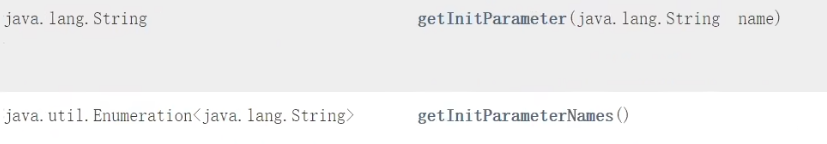 java.lang.String getInitParameter(java.lang.String name)
java.util.Enumeration<java.lang.String> getInitParameterNames()